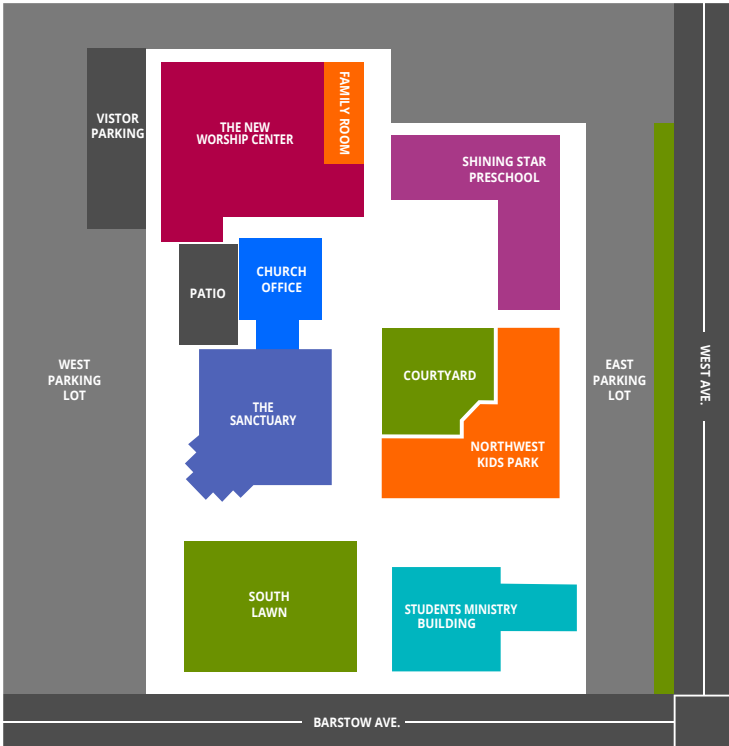 VISTOR
PARKING
THE NEW
WORSHIP CENTER
FAMILY ROOM
SHINING STAR
PRESCHOOL
CHURCH
OFFICE
PATIO
WEST
PARKING
LOT
COURTYARD
EAST
PARKING
LOT
WEST AVE.
THE
SANCTUARY
NORTHWEST
KIDS PARK
SOUTH
LAWN
STUDENTS MINISTRY
BUILDING
BARSTOW AVE.